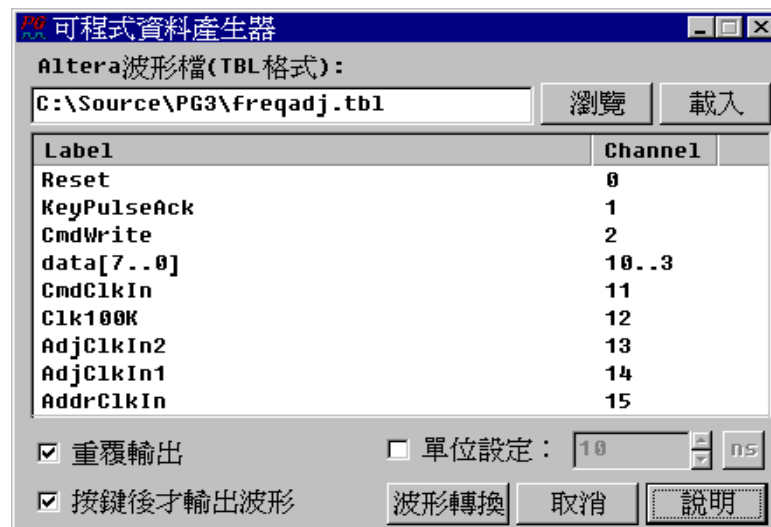 PG 可程式資料產生器
Altera波形檔(TBL格式):
C:\Source\PG3\freqadj.tbl 瀏覽 載入
Label Channel
Reset 0
KeyPulseAck 1
CmdWrite 2
data[7..0] 10..3
CmdClkIn 11
Clk100K 12
AdjClkIn2 13
AdjClkIn1 14
AddrClkIn 15
重覆輸出 單位設定： 10 ns
按鍵後才輸出波形 波形轉換 取消 說明